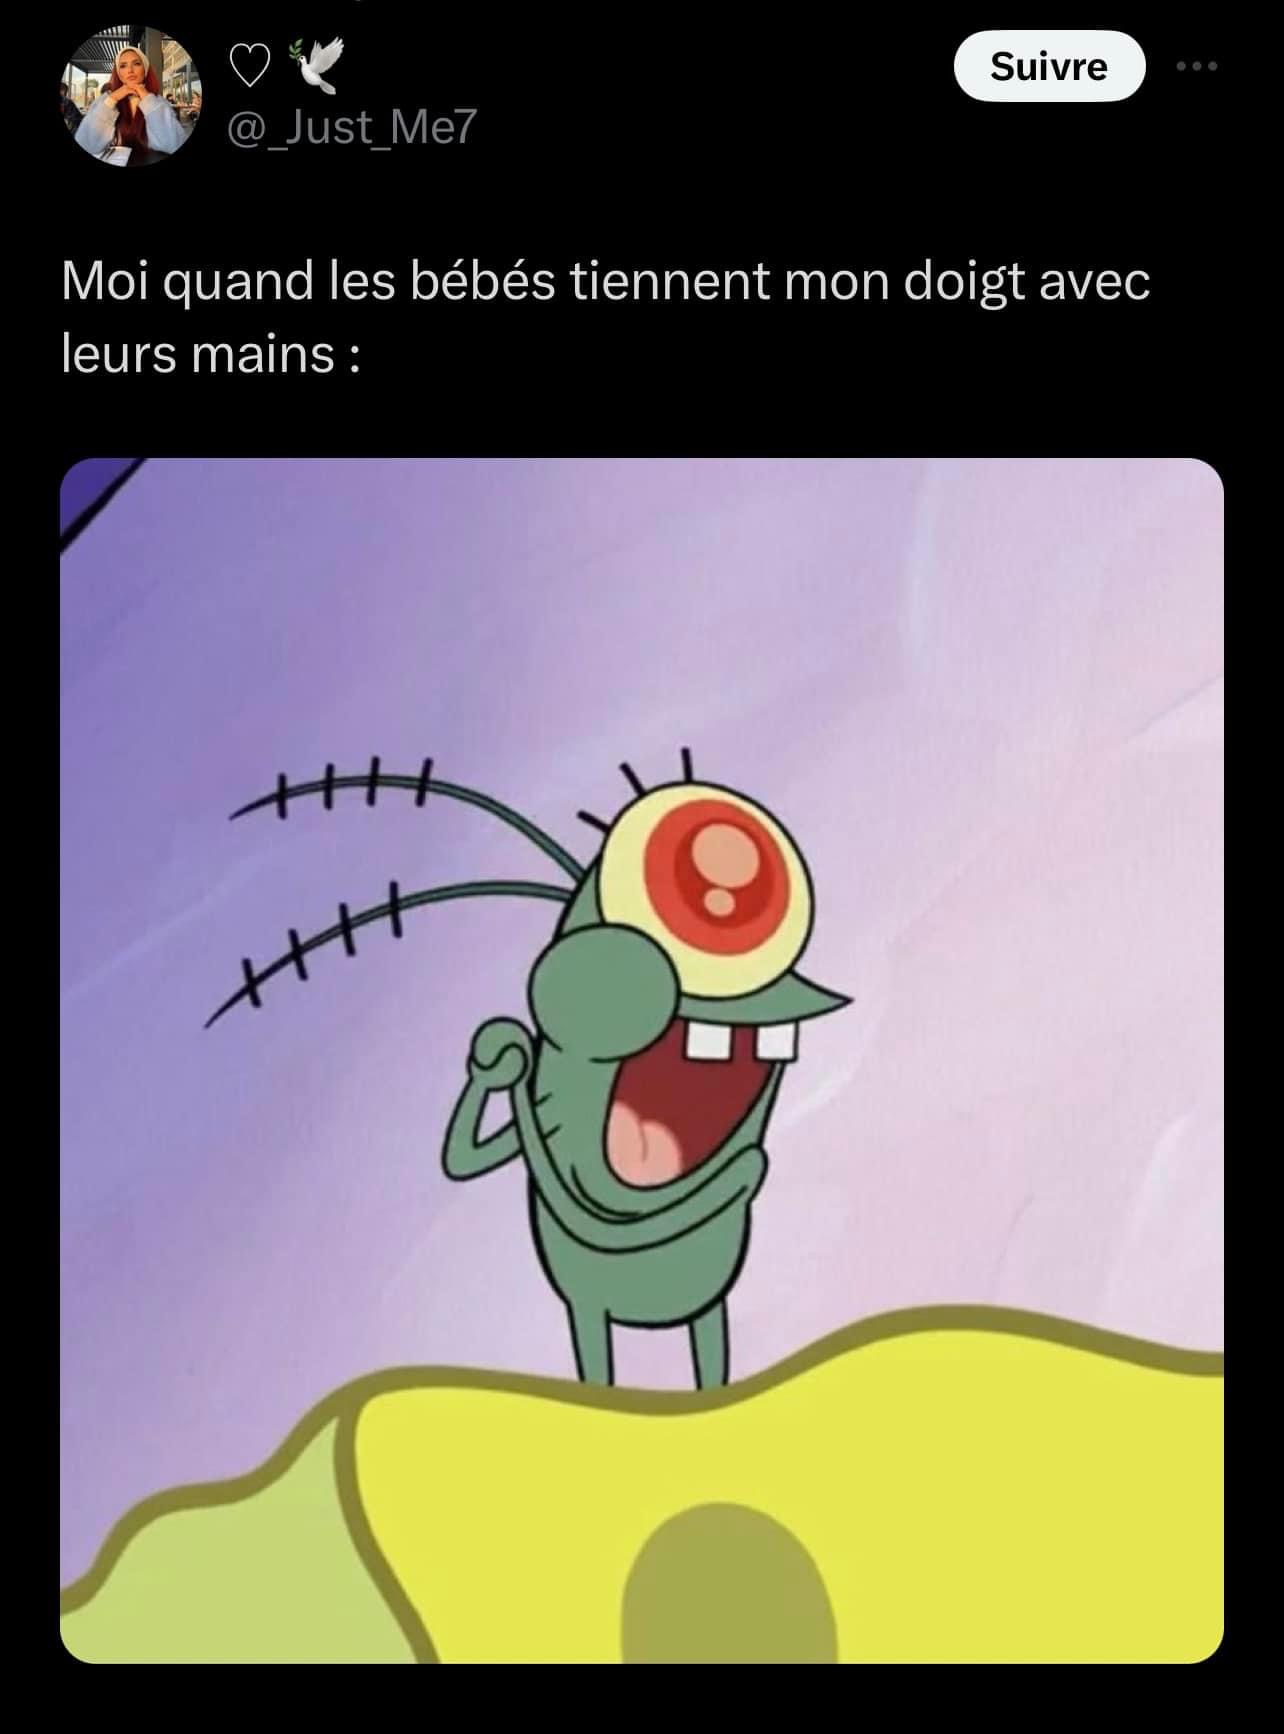 ♡ 🕊️
@_Just_Me7
Suivre
Moi quand les bébés tiennent mon doigt avec
leurs mains :